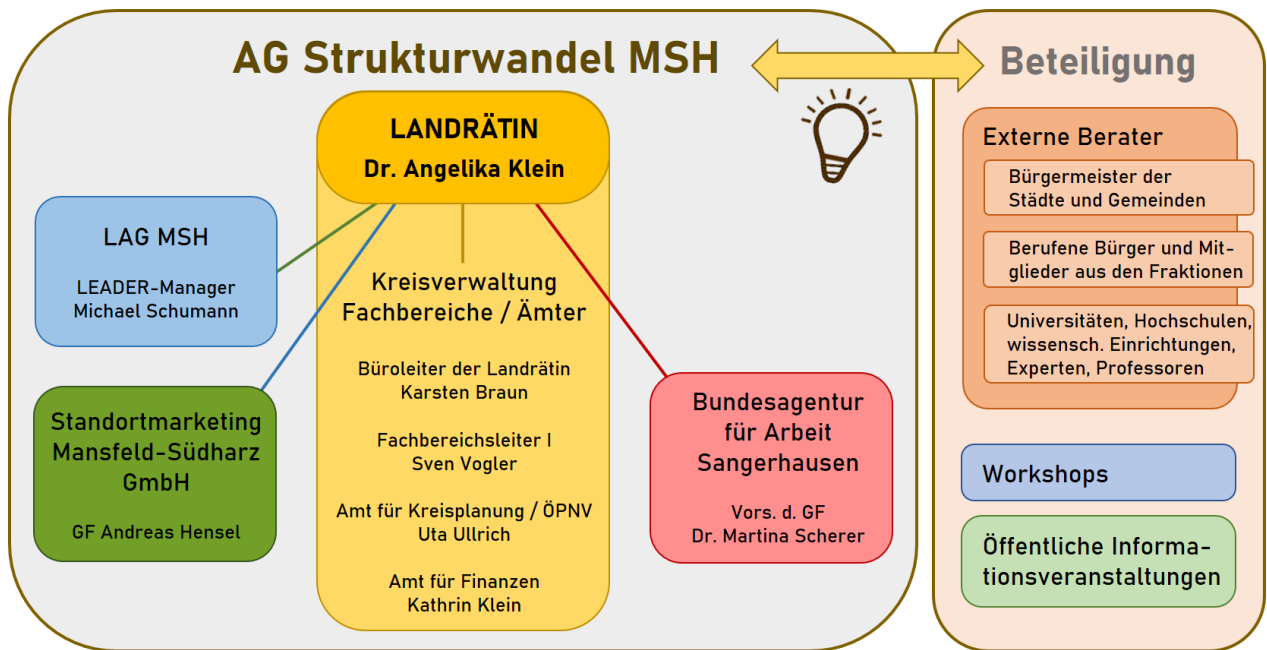 AG Strukturwandel MSH
LANDRÄTIN
Dr. Angelika Klein
LAG MSH
LEADER-Manager
Michael Schumann
Standortmarketing
Mansfeld-Südharz
GmbH
GF Andreas Hensel
Kreisverwaltung
Fachbereiche / Ämter
Büroleiter der Landrätin
Karsten Braun
Fachbereichsleiter I
Sven Vogler
Amt für Kreisplanung / ÖPNV
Uta Ullrich
Amt für Finanzen
Kathrin Klein
Bundesagentur
für Arbeit
Sangerhausen
Vors. d. GF
Dr. Martina Scherer
Beteiligung
Externe Berater
Bürgermeister der
Städte und Gemeinden
Berufene Bürger und Mit-
glieder aus den Fraktionen
Universitäten, Hochschulen,
wissensch. Einrichtungen,
Experten, Professoren
Workshops
Öffentliche Informa-
tionsveranstaltungen